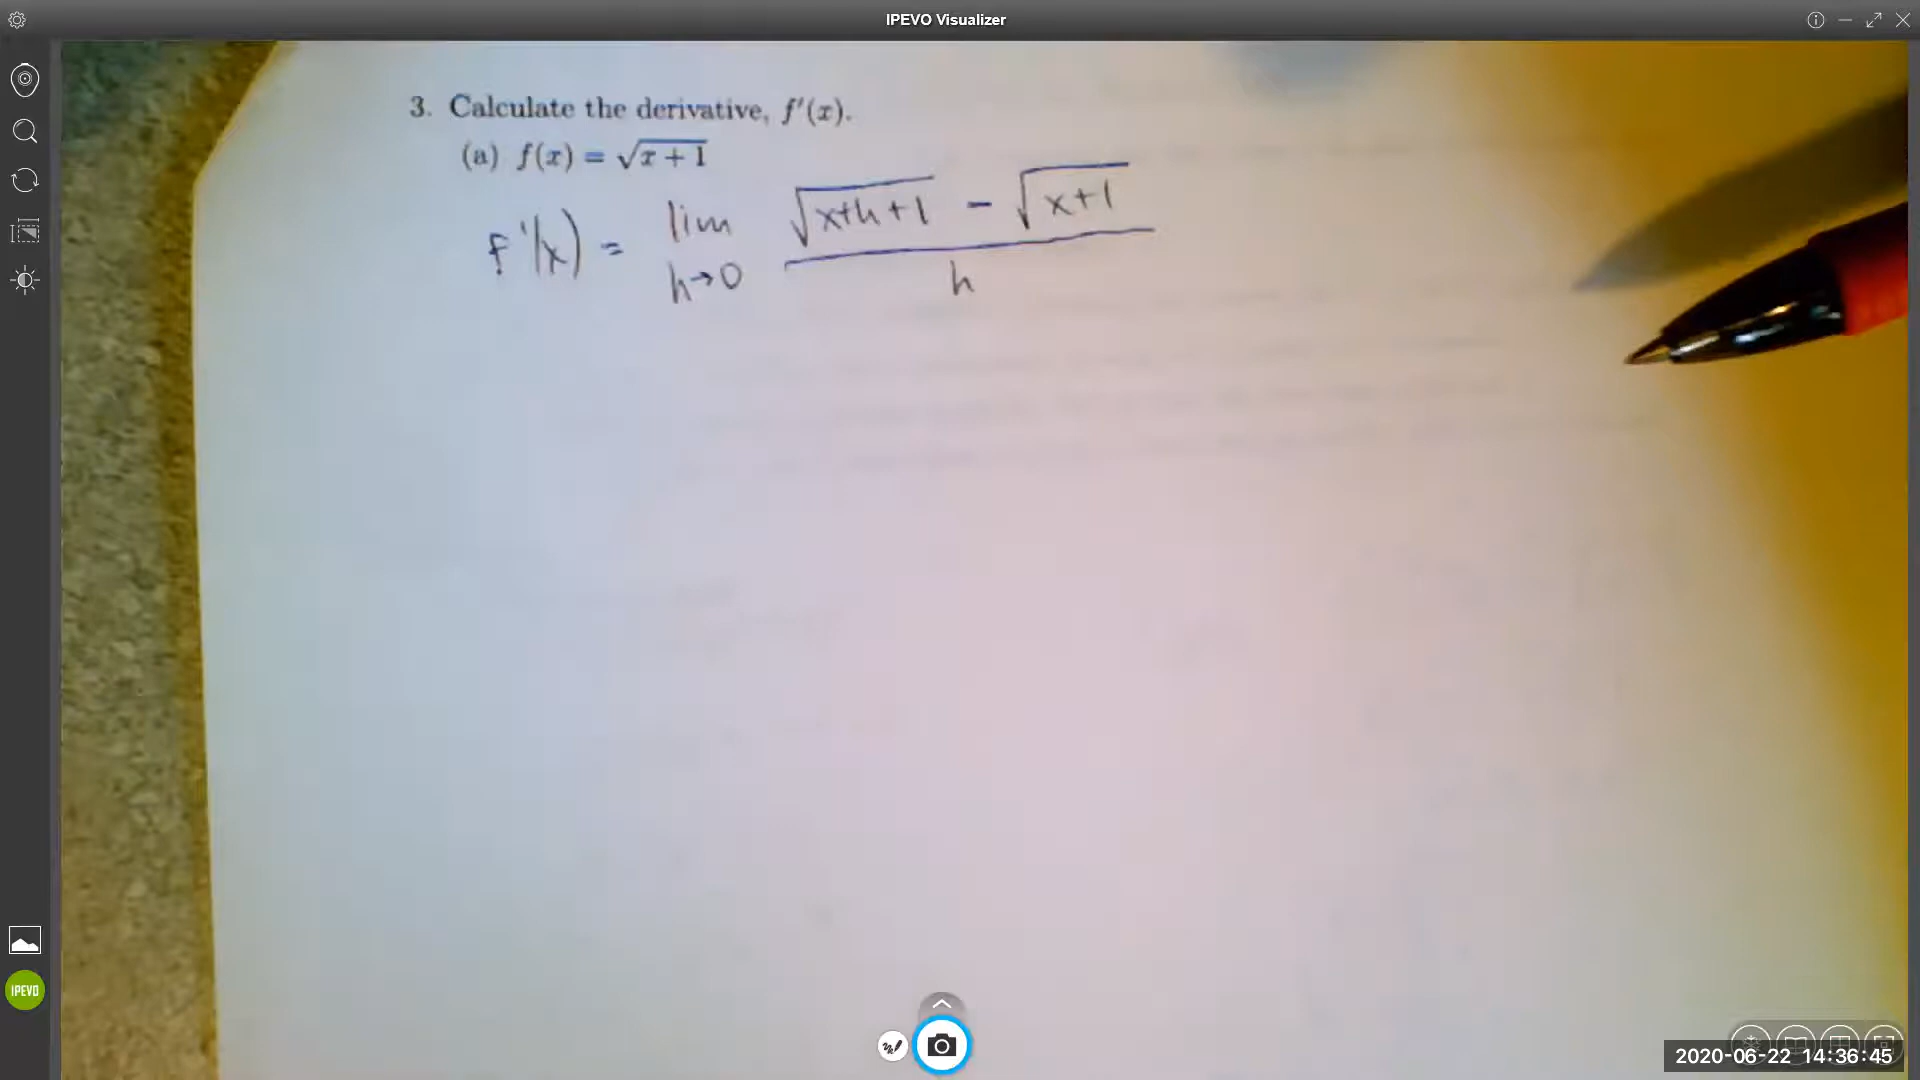 IPEVO Visualizer
3. Calculate the derivative, f'(x).
(a) f(x) = √(x+1)
f'(x) = lim h→0 (√(x+h+1) - √(x+1)) / h
IPEVO
2020-06-22 14:36:45